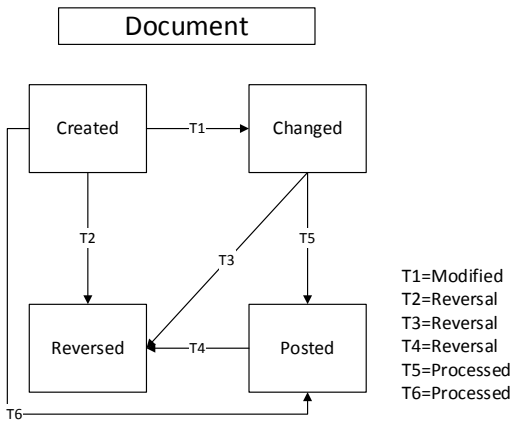 Document
Created
T1
Changed
T2
T3
T5
Reversed
T4
Posted
T6
T1=Modified
T2=Reversal
T3=Reversal
T4=Reversal
T5=Processed
T6=Processed